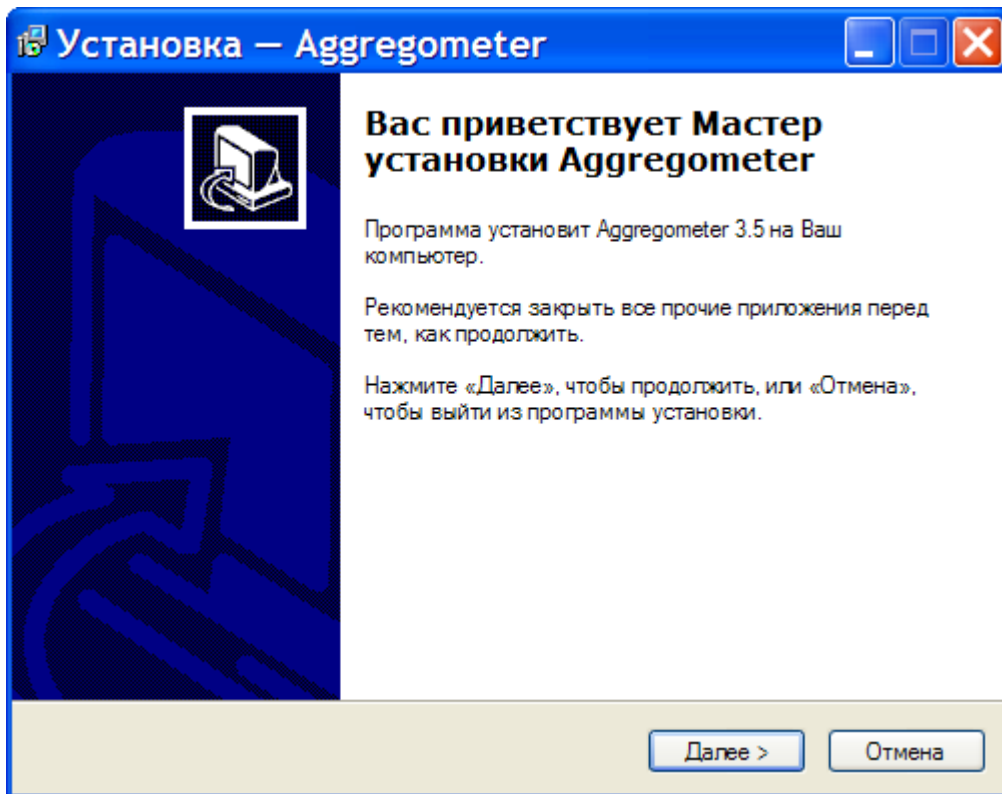 Установка — Aggregometer
Вас приветствует Мастер
установки Aggregometer
Программа установит Aggregometer 3.5 на Ваш
компьютер.
Рекомендуется закрыть все прочие приложения перед
тем, как продолжить.
Нажмите «Далее», чтобы продолжить, или «Отмена»,
чтобы выйти из программы установки.
Далее >
Отмена